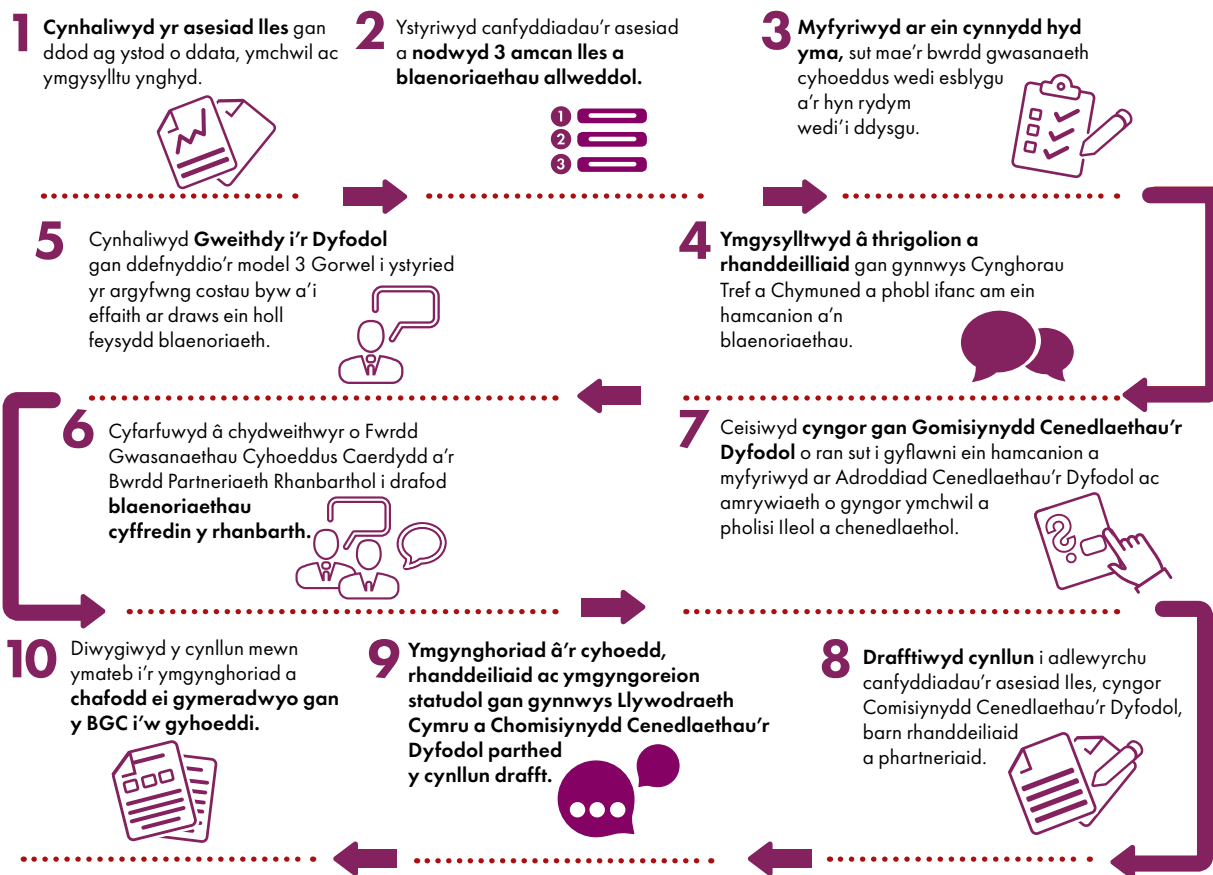 1 Cynhaliwyd yr asesiad lles gan
ddod ag ystod o ddata, ymchwil ac
ymgysylltu ynghyd.
2 Ystyriwyd canfyddiadau'r asesiad
a nodwyd 3 amcan lles a
blaenoriaethau allweddol.
1
2
3
3 Myfyriwyd ar ein cynnydd hyd
yma, sut mae'r bwrdd gwasanaeth
cyhoeddus wedi esblygu
a'r hyn rydym
wedi'i ddysgu.
4 Ymgysylltwyd â thrigolion a
rhanddeilliaid gan gynnwys Cynghorau
Tref a Chymuned a phobl ifanc am ein
hamcanion a'n
blaenoriaethau.
5 Cynhaliwyd Gweithdy i'r Dyfodol
gan ddefnyddio'r model 3 Gorwel i ystyried
yr argyfwng costau byw a'i
effaith ar draws ein holl
feysydd blaenoriaeth.
6 Cyfarfuwyd â chydweithwyr o Fwrdd
Gwasanaethau Cyhoeddus Caerdydd a'r
Bwrdd Partneriaeth Rhanbarthol i drafod
blaenoriaethau
cyffredin y rhanbarth.
7 Ceisiwyd cyngor gan Gomisiynydd Cenedlaethau'r
Dyfodol o ran sut i gyflawni ein hamcanion a
myfyriwyd ar Adroddiad Cenedlaethau'r Dyfodol ac
amrywiaeth o gyngor ymchwil a
pholisi lleol a chenedlaethol.
8 Drafftiwyd cynllun i adlewyrchu
canfyddiadau'r asesiad lles, cyngor
Comisiynydd Cenedlaethau'r Dyfodol,
barn rhanddeiliaid
a phartneriaid.
9 Ymgynghoriad â'r cyhoedd,
rhanddeiliaid ac ymgyngoreion
statudol gan gynnwys Llywodraeth
Cymru a Chomisiynydd Cenedlaethau'r
Dyfodol parthed
y cynllun drafft.
10 Diwygiwyd y cynllun mewn
ymateb i'r ymgynghoriad a
chafodd ei gymeradwyo gan
y BGC i'w gyhoeddi.